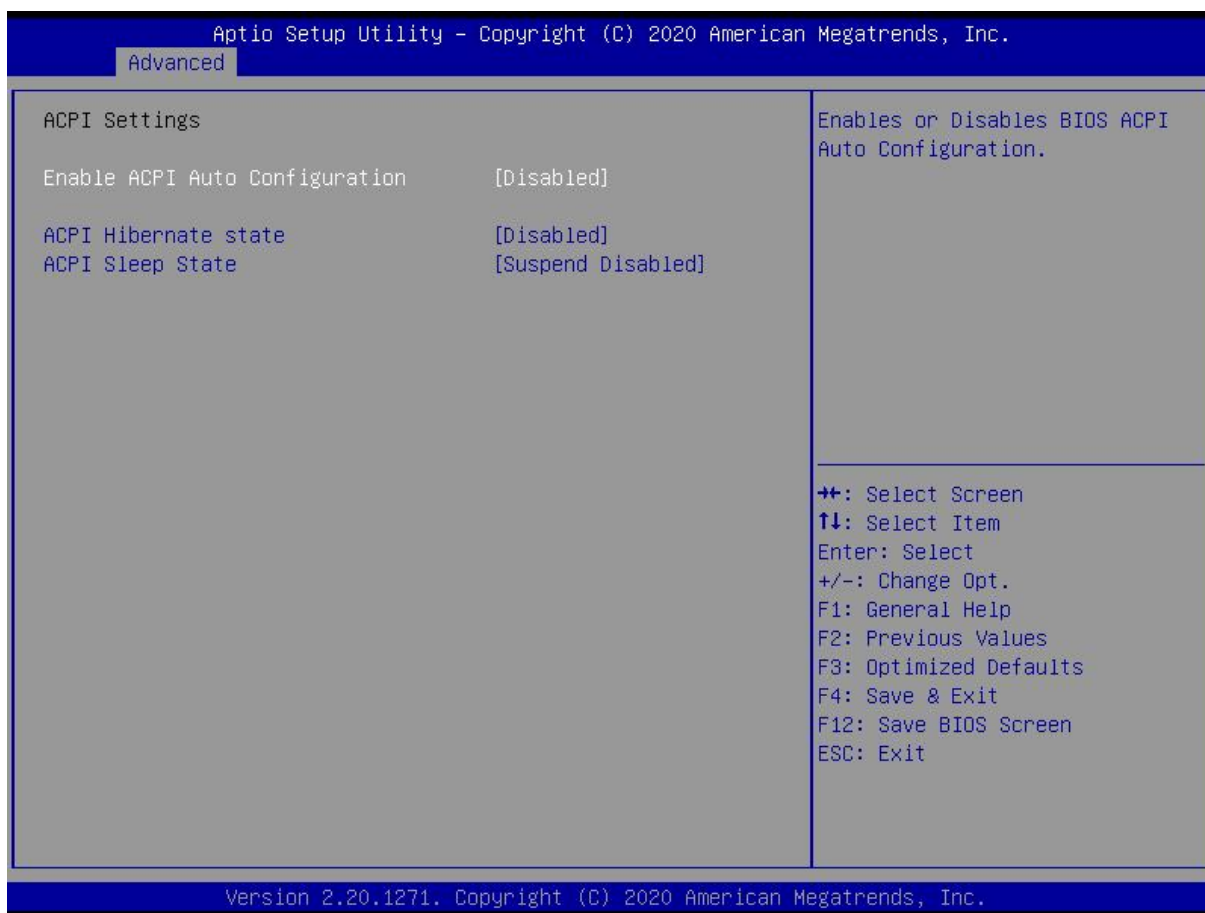 Aptio Setup Utility – Copyright (C) 2020 American Megatrends, Inc.
Advanced
ACPI Settings
Enable ACPI Auto Configuration [Disabled]
ACPI Hibernate state [Disabled]
ACPI Sleep State [Suspend Disabled]
Enables or Disables BIOS ACPI
Auto Configuration.
→←: Select Screen
↑↓: Select Item
Enter: Select
+/-: Change Opt.
F1: General Help
F2: Previous Values
F3: Optimized Defaults
F4: Save & Exit
F12: Save BIOS Screen
ESC: Exit
Version 2.20.1271. Copyright (C) 2020 American Megatrends, Inc.